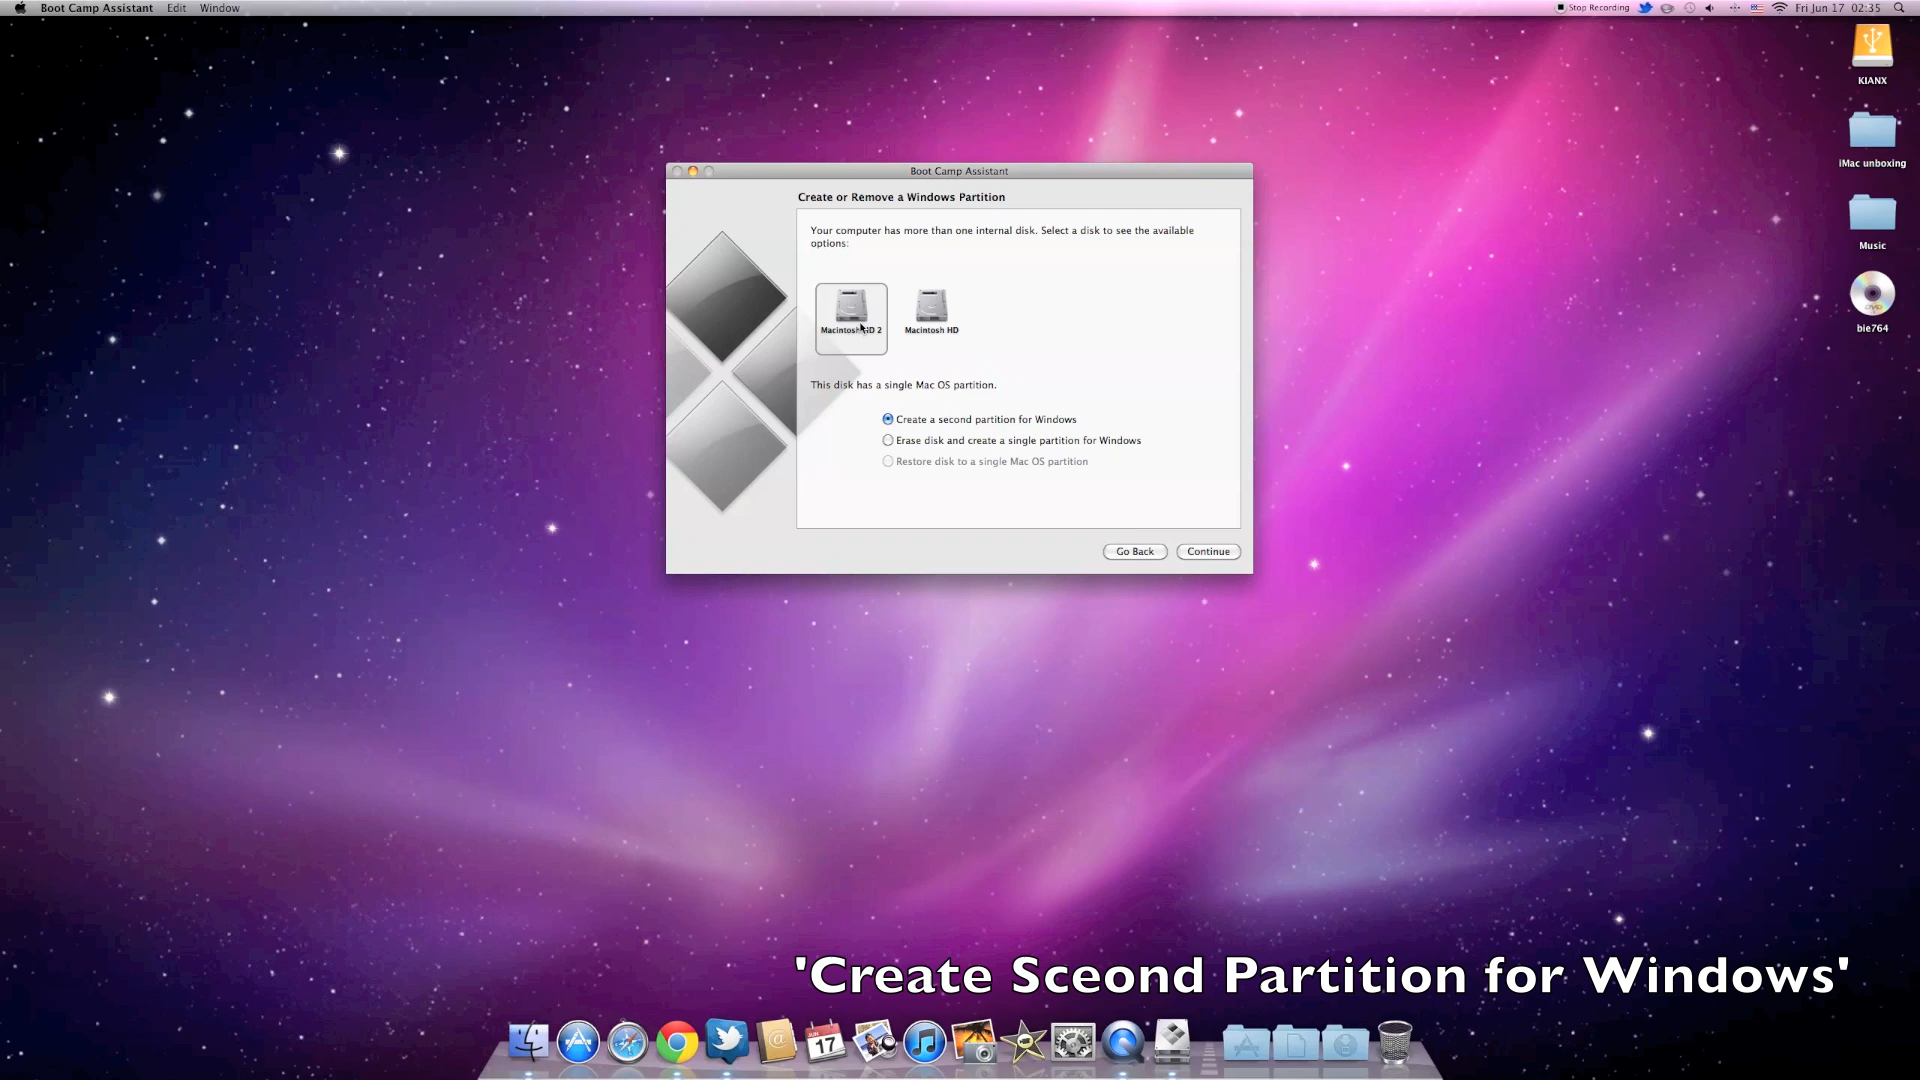 Boot Camp Assistant Edit Window
Stop Recording Fri Jun 17 02:35
KIANX
iMac unboxing
Music
DVD
bie764
Boot Camp Assistant
Create or Remove a Windows Partition
Your computer has more than one internal disk. Select a disk to see the available
options:
Macintosh HD 2 Macintosh HD
This disk has a single Mac OS partition.
Create a second partition for Windows
Erase disk and create a single partition for Windows
Restore disk to a single Mac OS partition
Go Back Continue
'Create Sceond Partition for Windows'
JUN
17